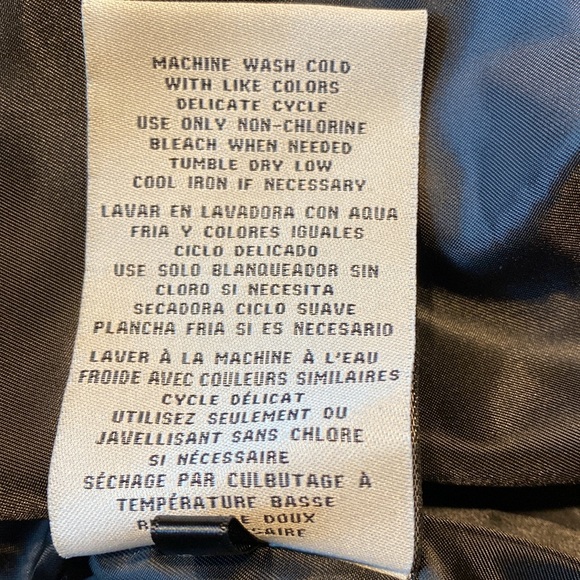 MACHINE WASH COLD
WITH LIKE COLORS
DELICATE CYCLE
USE ONLY NON-CHLORINE
BLEACH WHEN NEEDED
TUMBLE DRY LOW
COOL IRON IF NECESSARY
LAVAR EN LAVADORA CON AQUA
FRIA Y COLORES IGUALES
CICLO DELICADO
USE SOLO BLANQUEADOR SIN
CLORO SI NECESITA
SECADORA CICLO SUAVE
PLANCHA FRIA SI ES NECESARIO
LAVER À LA MACHINE À L'EAU
FROIDE AVEC COULEURS SIMILAIRES
CYCLE DÉLICAT
UTILISEZ SEULEMENT DU
JAVELLISANT SANS CHLORE
SI NÉCESSAIRE
SÉCHAGE PAR CULBUTAGE À
TEMPÉRATURE BASSE
DOUX